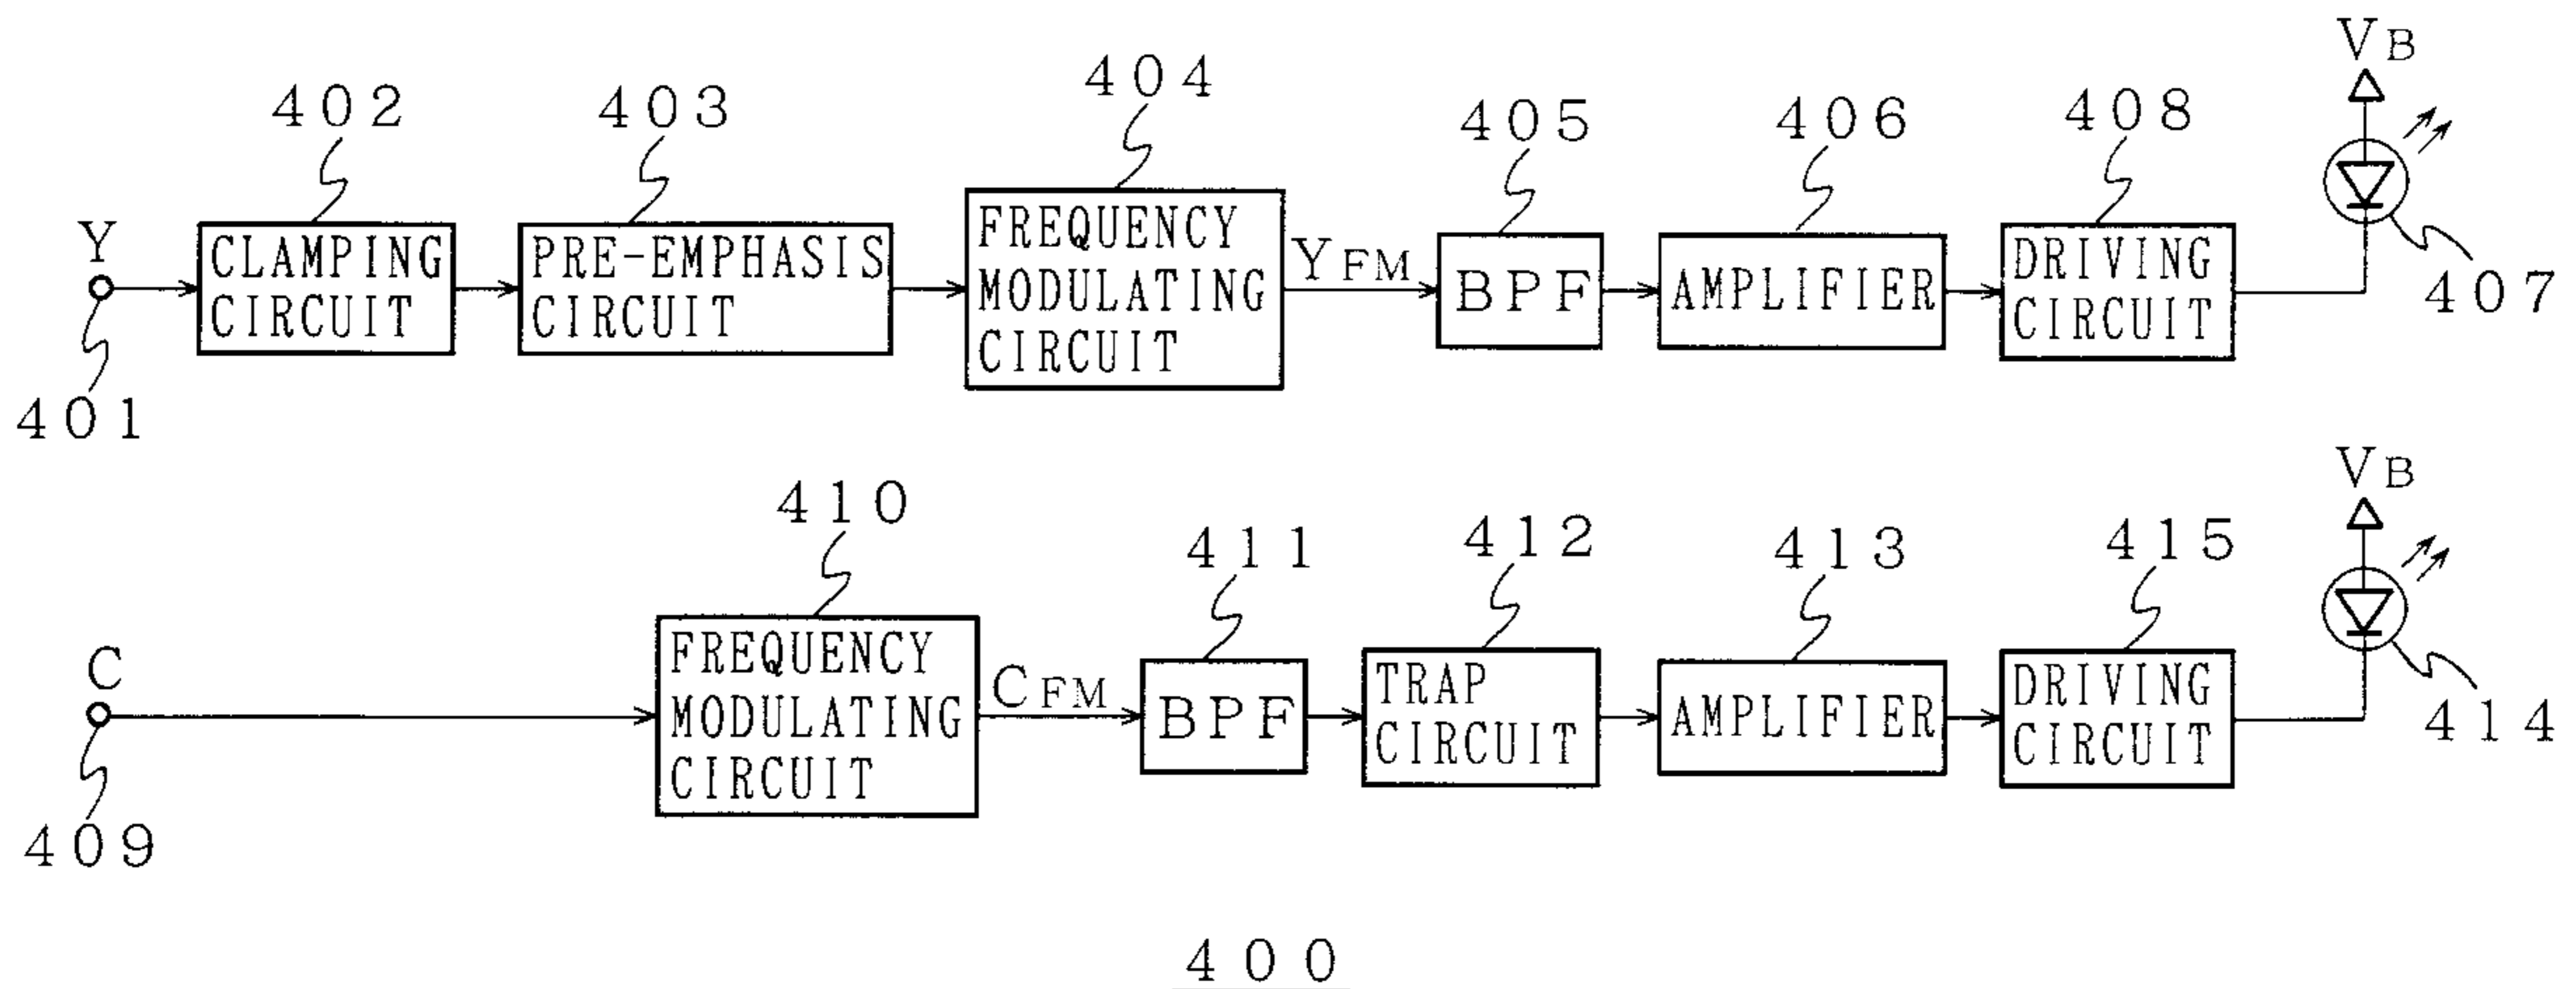 VB
404
402
403
405
406
408
Y
CLAMPING
CIRCUIT
PRE-EMPHASIS
CIRCUIT
FREQUENCY
MODULATING
CIRCUIT
YFM
BPF
AMPLIFIER
DRIVING
CIRCUIT
407
401
VB
410
411
412
413
415
C
FREQUENCY
MODULATING
CIRCUIT
CFM
BPF
TRAP
CIRCUIT
AMPLIFIER
DRIVING
CIRCUIT
414
409
400